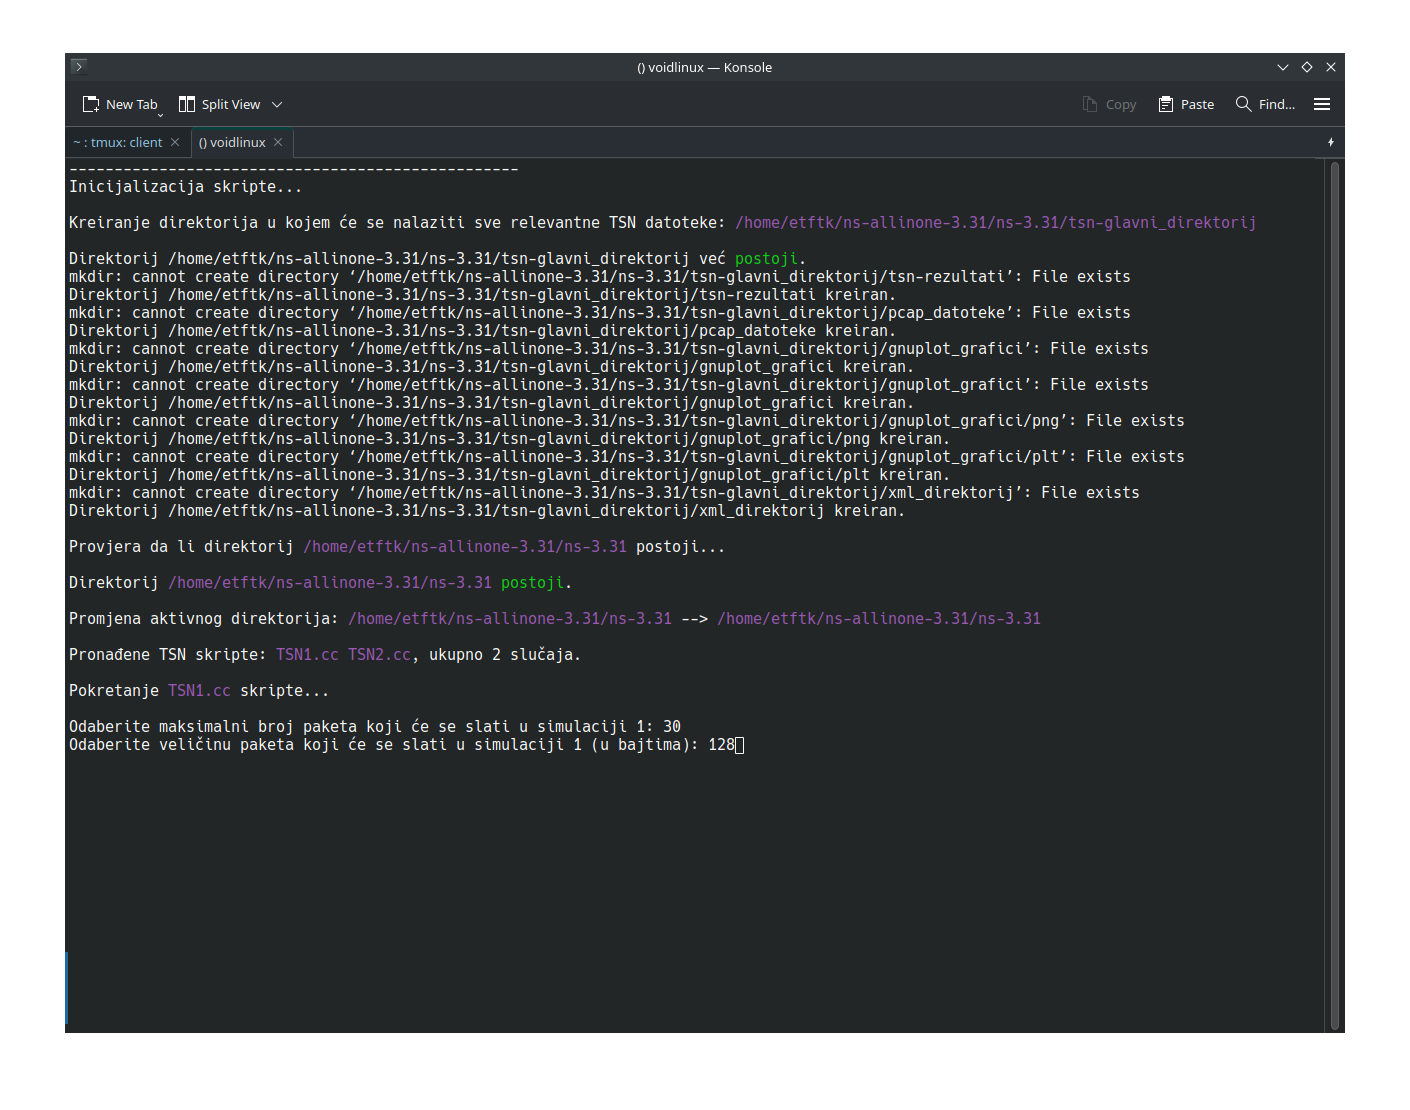 () voidlinux — Konsole
New Tab Split View Copy Paste Find...
~ : tmux: client () voidlinux
--------------------------------------------------
Inicijalizacija skripte...
Kreiranje direktorija u kojem će se nalaziti sve relevantne TSN datoteke: /home/etftk/ns-allinone-3.31/ns-3.31/tsn-glavni_direktorij
Direktorij /home/etftk/ns-allinone-3.31/ns-3.31/tsn-glavni_direktorij već postoji.
mkdir: cannot create directory ‘/home/etftk/ns-allinone-3.31/ns-3.31/tsn-glavni_direktorij/tsn-rezultati’: File exists
Direktorij /home/etftk/ns-allinone-3.31/ns-3.31/tsn-glavni_direktorij/tsn-rezultati kreiran.
mkdir: cannot create directory ‘/home/etftk/ns-allinone-3.31/ns-3.31/tsn-glavni_direktorij/pcap_datoteke’: File exists
Direktorij /home/etftk/ns-allinone-3.31/ns-3.31/tsn-glavni_direktorij/pcap_datoteke kreiran.
mkdir: cannot create directory ‘/home/etftk/ns-allinone-3.31/ns-3.31/tsn-glavni_direktorij/gnuplot_grafici’: File exists
Direktorij /home/etftk/ns-allinone-3.31/ns-3.31/tsn-glavni_direktorij/gnuplot_grafici kreiran.
mkdir: cannot create directory ‘/home/etftk/ns-allinone-3.31/ns-3.31/tsn-glavni_direktorij/gnuplot_grafici’: File exists
Direktorij /home/etftk/ns-allinone-3.31/ns-3.31/tsn-glavni_direktorij/gnuplot_grafici kreiran.
mkdir: cannot create directory ‘/home/etftk/ns-allinone-3.31/ns-3.31/tsn-glavni_direktorij/gnuplot_grafici/png’: File exists
Direktorij /home/etftk/ns-allinone-3.31/ns-3.31/tsn-glavni_direktorij/gnuplot_grafici/png kreiran.
mkdir: cannot create directory ‘/home/etftk/ns-allinone-3.31/ns-3.31/tsn-glavni_direktorij/gnuplot_grafici/plt’: File exists
Direktorij /home/etftk/ns-allinone-3.31/ns-3.31/tsn-glavni_direktorij/gnuplot_grafici/plt kreiran.
mkdir: cannot create directory ‘/home/etftk/ns-allinone-3.31/ns-3.31/tsn-glavni_direktorij/xml_direktorij’: File exists
Direktorij /home/etftk/ns-allinone-3.31/ns-3.31/tsn-glavni_direktorij/xml_direktorij kreiran.
Provjera da li direktorij /home/etftk/ns-allinone-3.31/ns-3.31 postoji...
Direktorij /home/etftk/ns-allinone-3.31/ns-3.31 postoji.
Promjena aktivnog direktorija: /home/etftk/ns-allinone-3.31/ns-3.31 --> /home/etftk/ns-allinone-3.31/ns-3.31
Pronađene TSN skripte: TSN1.cc TSN2.cc, ukupno 2 slučaja.
Pokretanje TSN1.cc skripte...
Odaberite maksimalni broj paketa koji će se slati u simulaciji 1: 30
Odaberite veličinu paketa koji će se slati u simulaciji 1 (u bajtima): 128